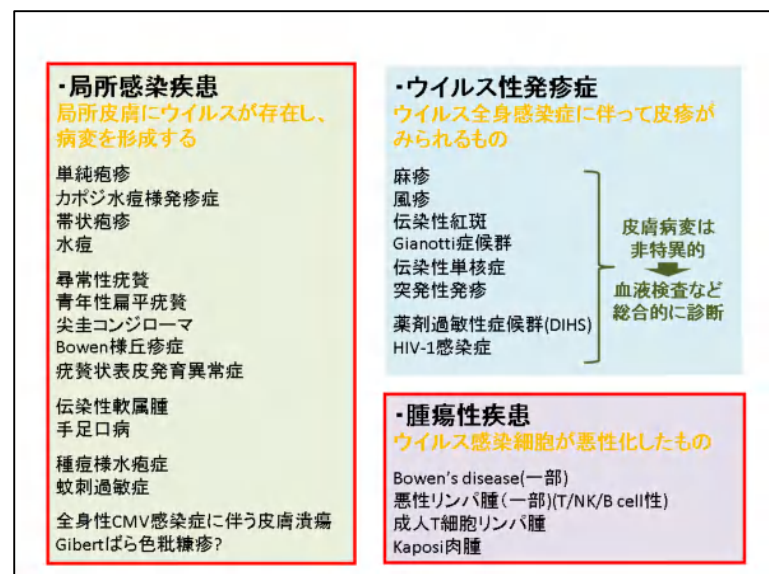 ・局所感染疾患
局所皮膚にウイルスが存在し、
病変を形成する
単純疱疹
カポジ水痘様発疹症
帯状疱疹
水痘
尋常性疣贅
青年性扁平疣贅
尖圭コンジローマ
Bowen様丘疹症
疣贅状表皮発育異常症
伝染性軟属腫
手足口病
種痘様水疱症
蚊刺過敏症
全身性CMV感染症に伴う皮膚潰瘍
Gibertばら色粃糠疹?
・ウイルス性発疹症
ウイルス全身感染症に伴って皮疹が
みられるもの
麻疹
風疹
伝染性紅斑
Gianotti症候群
伝染性単核症
突発性発疹
薬剤過敏性症候群(DIHS)
HIV-1感染症
皮膚病変は
非特異的
血液検査など
総合的に診断
・腫瘍性疾患
ウイルス感染細胞が悪性化したもの
Bowen's disease(一部)
悪性リンパ腫(一部)(T/NK/B cell性)
成人T細胞リンパ腫
Kaposi肉腫